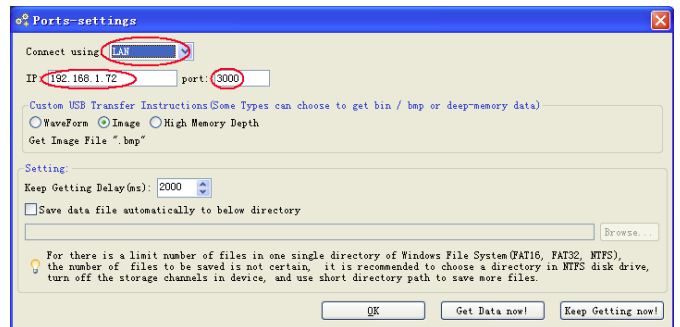 Ports-settings
Connect using LAN
IP: 192.168.1.72 port: 3000
Custom USB Transfer Instructions(Some Types can choose to get bin / bmp or deep-memory data)
WaveForm Image High Memory Depth
Get Image File ".bmp"
Setting:
Keep Getting Delay(ms): 2000
Save data file automatically to below directory
Browse...
For there is a limit number of files in one single directory of Windows File System(FAT16, FAT32, NTFS),
the number of files to be saved is not certain, it is recommended to choose a directory in NTFS disk drive,
turn off the storage channels in device, and use short directory path to save more files.
OK Get Data now! Keep Getting now!